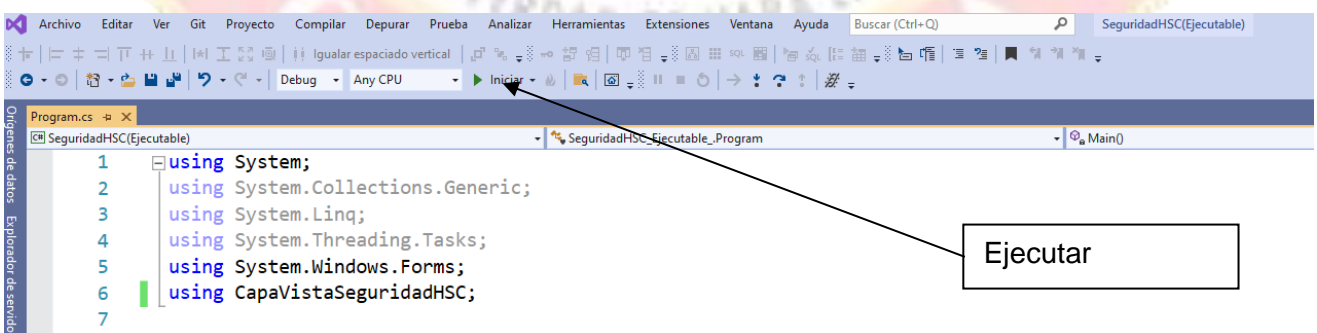 Archivo Editar Ver Git Proyecto Compilar Depurar Prueba Analizar Herramientas Extensiones Ventana Ayuda Buscar (Ctrl+Q) SeguridadHSC(Ejecutable)
Igualar espaciado vertical
Debug Any CPU Iniciar
Program.cs
SeguridadHSC(Ejecutable) SeguridadHSC_Ejecutable_.Program Main()
1 using System;
2 using System.Collections.Generic;
3 using System.Linq;
4 using System.Threading.Tasks;
5 using System.Windows.Forms;
6 using CapaVistaSeguridadHSC;
7
Ejecutar
Orígenes de datos
Explorador de servido